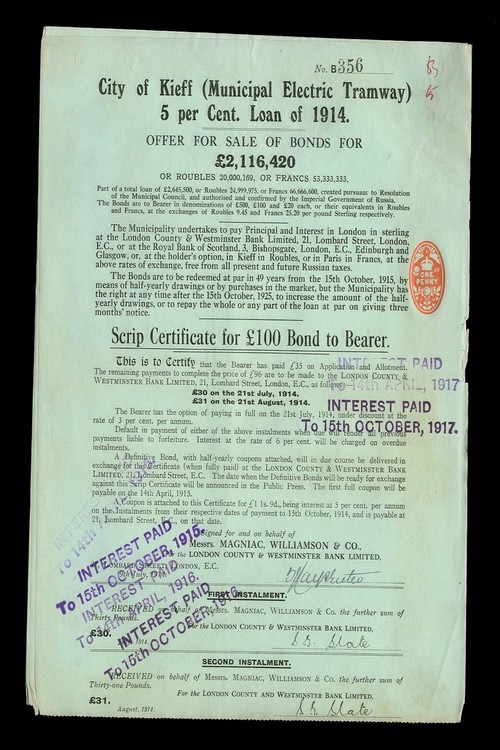 No. B356
83
15
City of Kieff (Municipal Electric Tramway)
5 per Cent. Loan of 1914.
OFFER FOR SALE OF BONDS FOR
£2,116,420
OR ROUBLES 20,000,169, OR FRANCS 53,333,333,
Part of a total loan of £2,645,500, or Roubles 24,999,975, or Francs 66,666,600, created pursuant to Resolution
of the Municipal Council, and authorised and confirmed by the Imperial Government of Russia.
The Bonds are to Bearer in denominations of £500, £100 and £20 each, or their equivalents in Roubles
and Francs, at the exchanges of Roubles 9.45 and Francs 25.20 per pound Sterling respectively.
The Municipality undertakes to pay Principal and Interest in London in sterling
at the London County & Westminster Bank Limited, 21, Lombard Street, London,
E.C., or at the Royal Bank of Scotland, 3, Bishopsgate, London, E.C., Edinburgh and
Glasgow, or, at the holder's option, in Kieff in Roubles, or in Paris in Francs, at the
above rates of exchange, free from all present and future Russian taxes.
The Bonds are to be redeemed at par in 49 years from the 15th October, 1915, by
means of half-yearly drawings or by purchases in the market, but the Municipality has
the right at any time after the 15th October, 1925, to increase the amount of the half-
yearly drawings, or to repay the whole or any part of the loan at par on giving three
months' notice.
ONE
PENNY
Scrip Certificate for £100 Bond to Bearer.
This is to Certify that the Bearer has paid £35 on Application and Allotment.
The remaining payments to complete the price of £96 are to be made to the LONDON COUNTY &
WESTMINSTER BANK LIMITED, 21, Lombard Street, London, E.C., as follows:
£30 on the 21st July, 1914.
£31 on the 21st August, 1914.
INTEREST PAID
To 14th APRIL, 1917
INTEREST PAID
To 15th OCTOBER, 1917.
The Bearer has the option of paying in full on the 21st July, 1914, under discount at the
rate of 3 per cent. per annum.
Default in payment of either of the above instalments when due will render all previous
payments liable to forfeiture. Interest at the rate of 6 per cent. will be charged on overdue
instalments.
A Definitive Bond, with half-yearly coupons attached, will in due course be delivered in
exchange for this Certificate (when fully paid) at the LONDON COUNTY & WESTMINSTER BANK
LIMITED, 21, Lombard Street, E.C. The date when the Definitive Bonds will be ready for exchange
against this Scrip Certificate will be announced in the Public Press. The first full coupon will be
payable on the 14th April, 1915.
A Coupon is attached to this Certificate for £1 1s. 9d., being interest at 5 per cent. per annum
on the Instalments from their respective dates of payment to 15th October, 1914, and is payable at
21, Lombard Street, E.C., on that date.
Signed for and on behalf of
Messrs. MAGNIAC, WILLIAMSON & CO.,
For the LONDON COUNTY & WESTMINSTER BANK LIMITED,
LOMBARD STREET, LONDON, E.C.
July, 1914.
INTEREST PAID
To 15th OCTOBER, 1915.
INTEREST PAID
To 14th APRIL, 1916.
INTEREST PAID
To 15th OCTOBER, 1916.
FIRST INSTALMENT.
RECEIVED on behalf of Messrs. MAGNIAC, WILLIAMSON & CO. the further sum of
Thirty Pounds.
For the LONDON COUNTY & WESTMINSTER BANK LIMITED,
£30.
1914.
SECOND INSTALMENT.
RECEIVED on behalf of Messrs. MAGNIAC, WILLIAMSON & CO. the further sum of
Thirty-one Pounds.
For the LONDON COUNTY AND WESTMINSTER BANK LIMITED,
£31.
August, 1914.